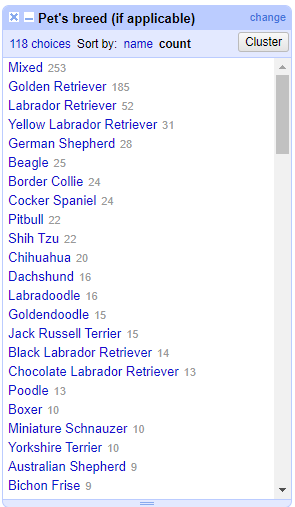 Pet's breed (if applicable) change
118 choices Sort by: name count Cluster
Mixed 253
Golden Retriever 185
Labrador Retriever 52
Yellow Labrador Retriever 31
German Shepherd 28
Beagle 25
Border Collie 24
Cocker Spaniel 24
Pitbull 22
Shih Tzu 22
Chihuahua 20
Dachshund 16
Labradoodle 16
Goldendoodle 15
Jack Russell Terrier 15
Black Labrador Retriever 14
Chocolate Labrador Retriever 13
Poodle 13
Boxer 10
Miniature Schnauzer 10
Yorkshire Terrier 10
Australian Shepherd 9
Bichon Frise 9